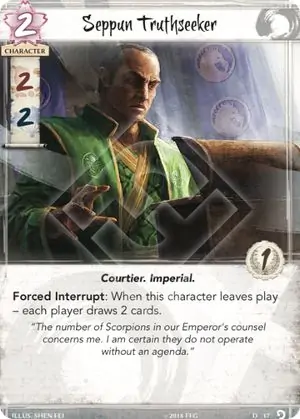 2
Seppun Truthseeker
CHARACTER
2
2
1
Courtier. Imperial.
Forced Interrupt: When this character leaves play
– each player draws 2 cards.
"The number of Scorpions in our Emperor's counsel
concerns me. I am certain they do not operate
without an agenda."
ILLUS. SHEN FEI
2018 FFG